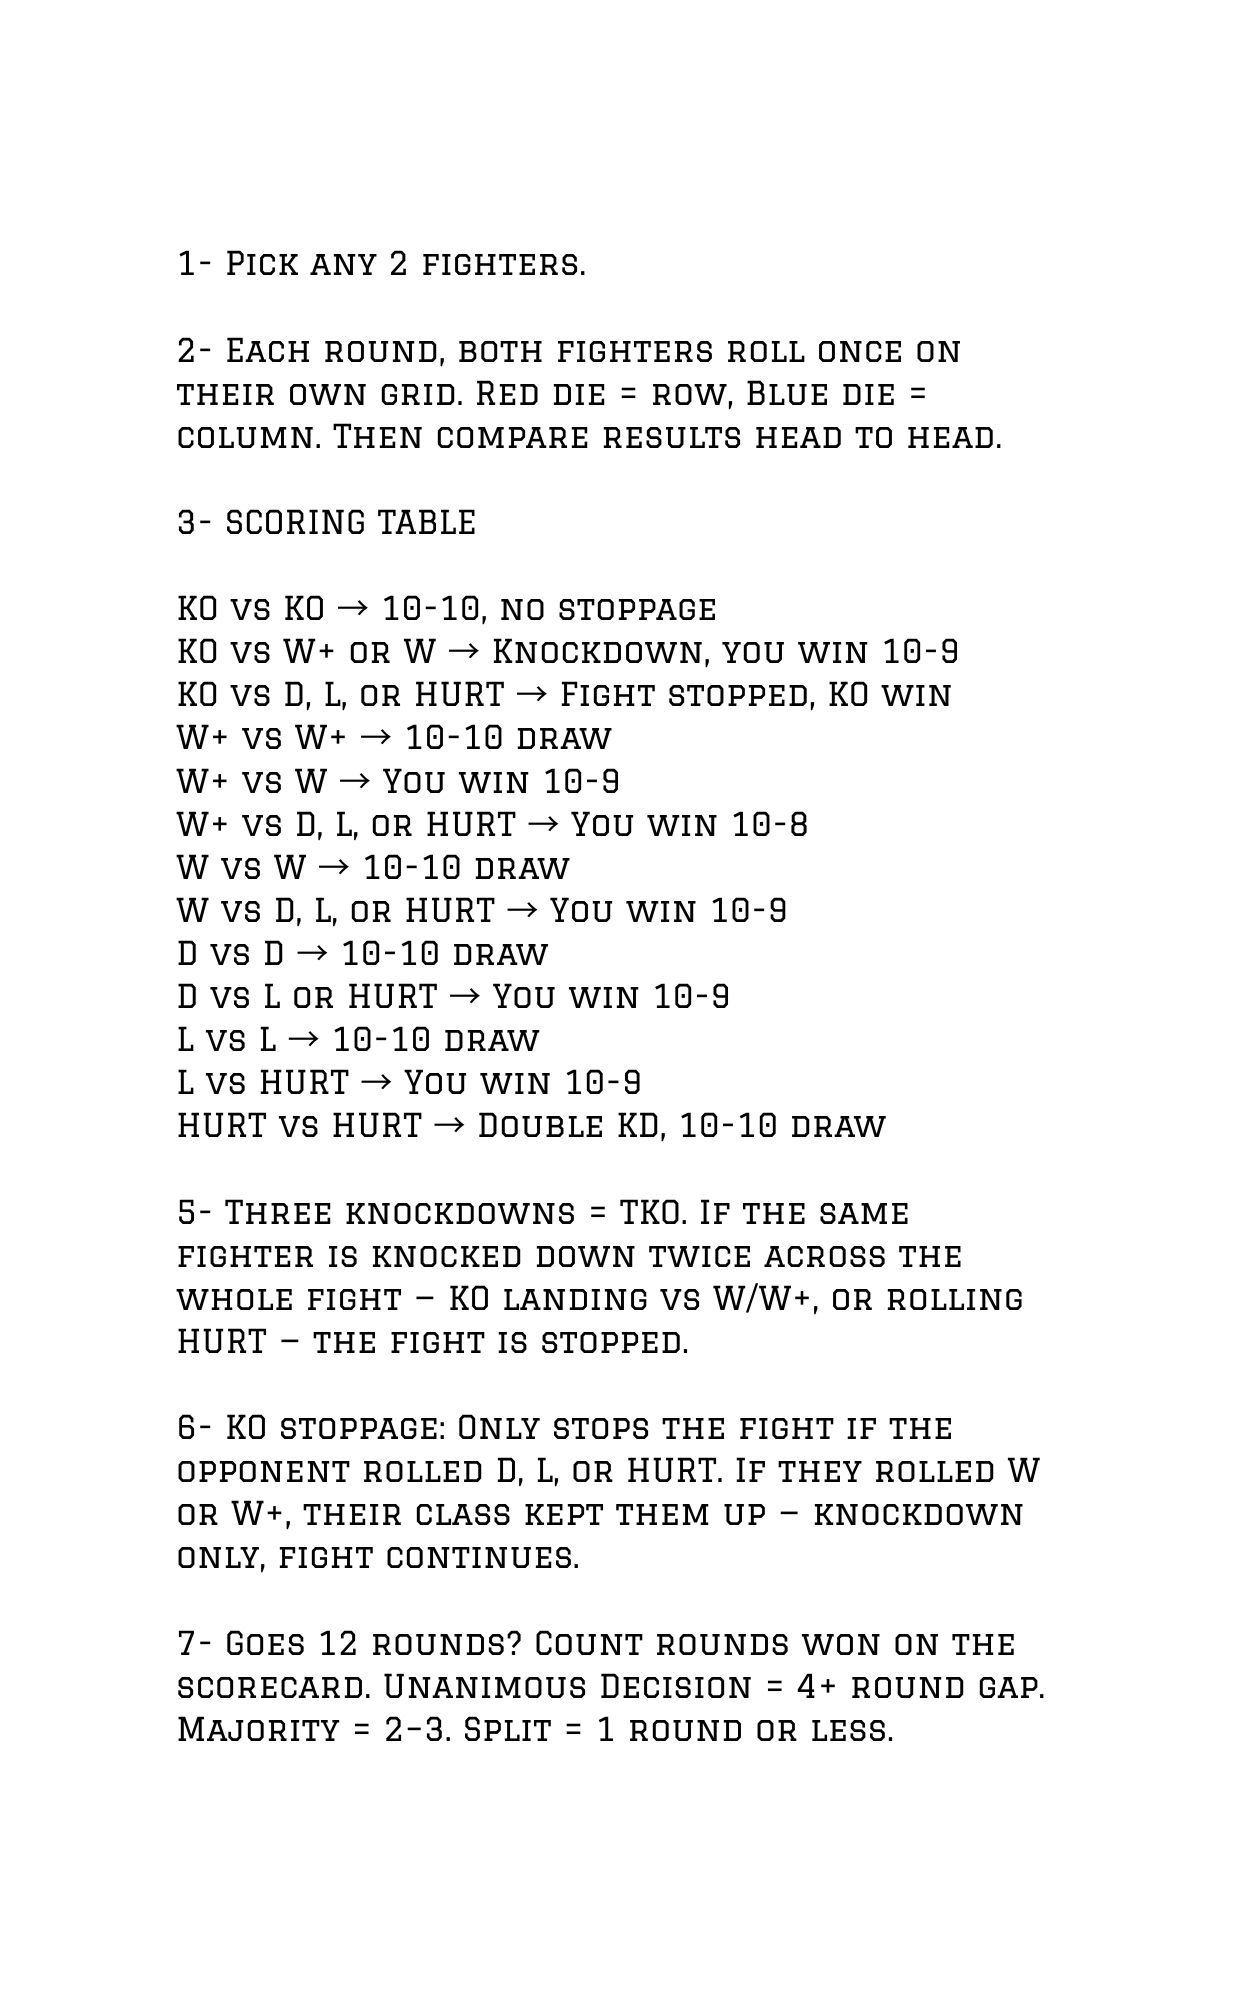 1- Pick any 2 fighters.
2- Each round, both fighters roll once on
their own grid. Red die = row, Blue die =
column. Then compare results head to head.
3- SCORING TABLE
KO vs KO → 10-10, no stoppage
KO vs W+ or W → Knockdown, you win 10-9
KO vs D, L, or HURT → Fight stopped, KO win
W+ vs W+ → 10-10 draw
W+ vs W → You win 10-9
W+ vs D, L, or HURT → You win 10-8
W vs W → 10-10 draw
W vs D, L, or HURT → You win 10-9
D vs D → 10-10 draw
D vs L or HURT → You win 10-9
L vs L → 10-10 draw
L vs HURT → You win 10-9
HURT vs HURT → Double KD, 10-10 draw
5- Three knockdowns = TKO. If the same
fighter is knocked down twice across the
whole fight — KO landing vs W/W+, or rolling
HURT — the fight is stopped.
6- KO stoppage: Only stops the fight if the
opponent rolled D, L, or HURT. If they rolled W
or W+, their class kept them up — knockdown
only, fight continues.
7- Goes 12 rounds? Count rounds won on the
scorecard. Unanimous Decision = 4+ round gap.
Majority = 2–3. Split = 1 round or less.